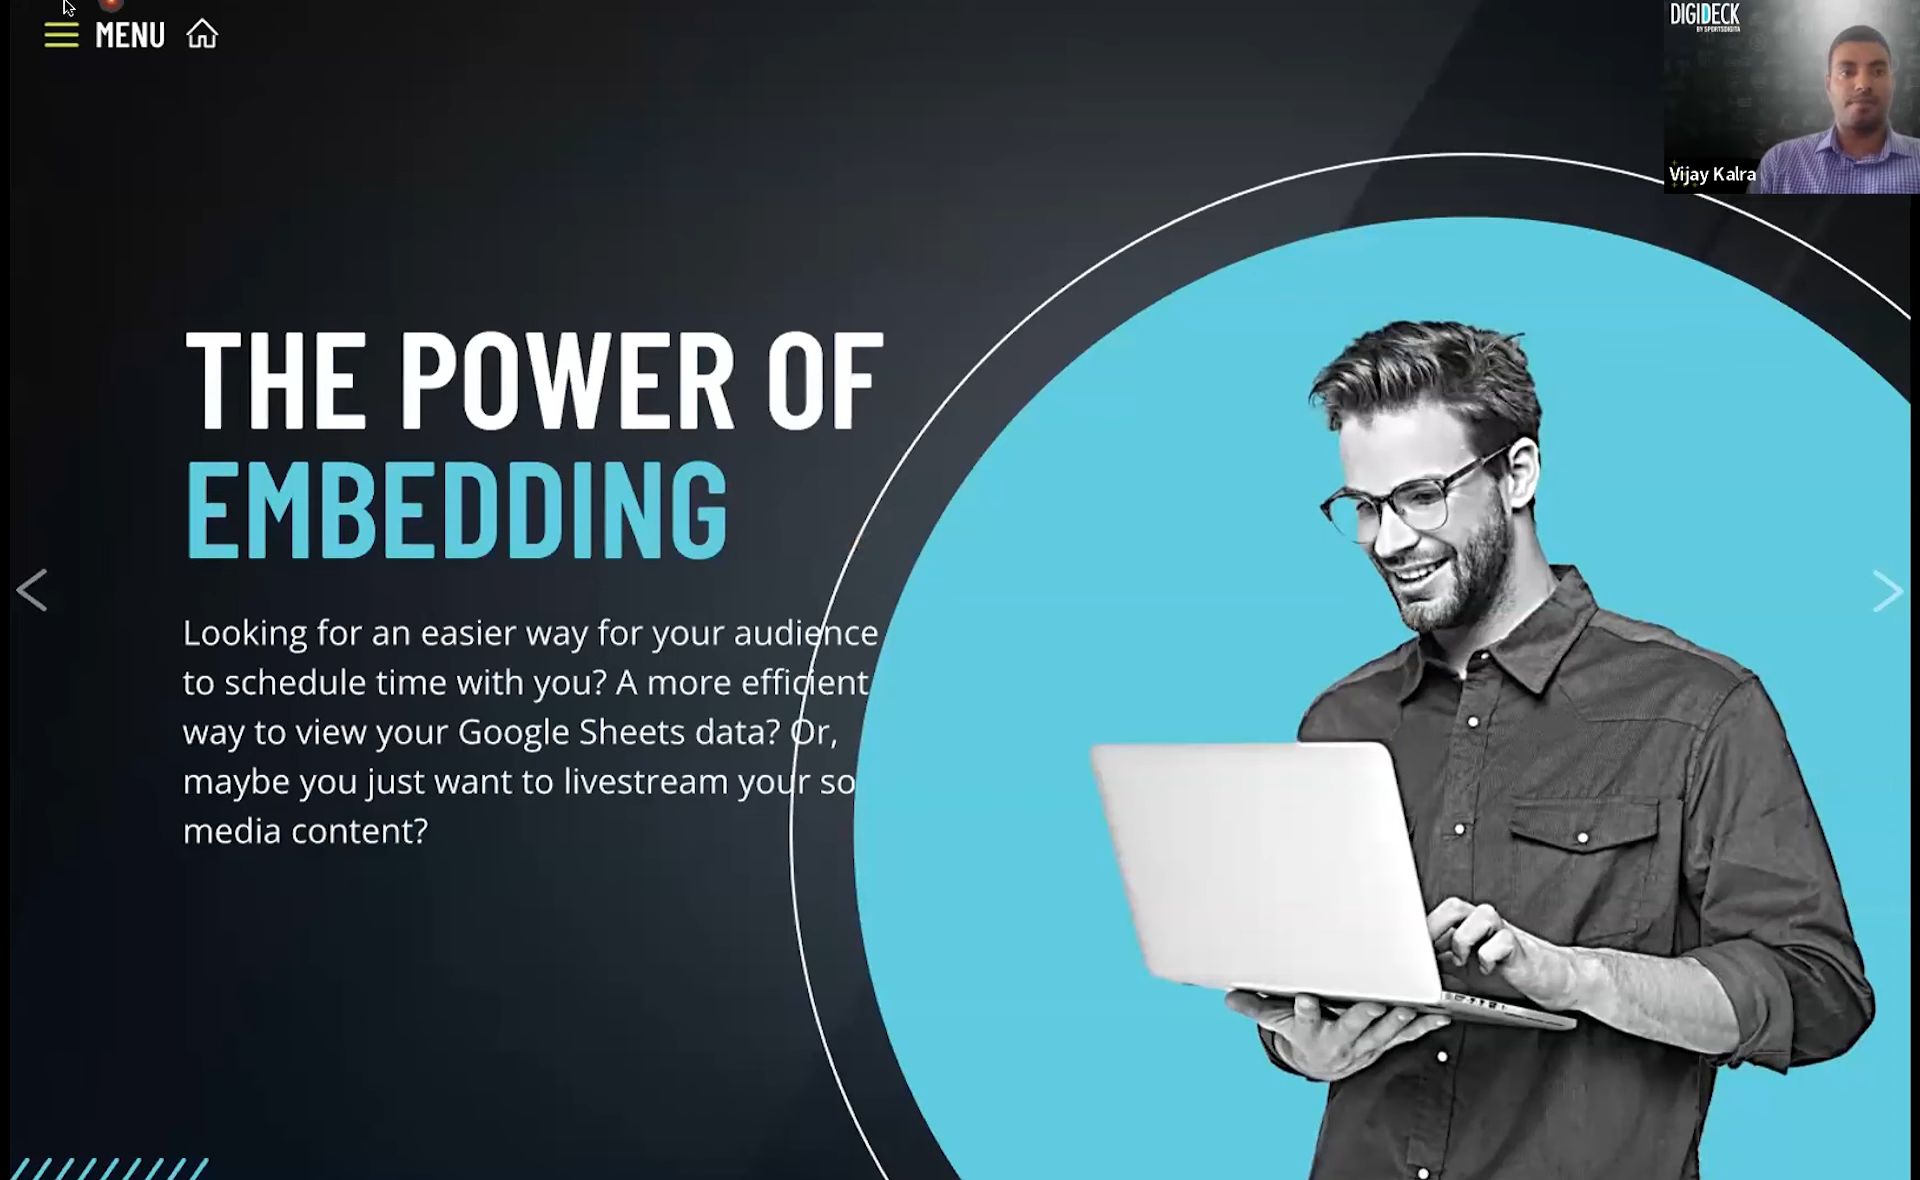 MENU
DIGIDECK
BY SPORTSDIGITA
Vijay Kalra
THE POWER OF
EMBEDDING
Looking for an easier way for your audience
to schedule time with you? A more efficient
way to view your Google Sheets data? Or,
maybe you just want to livestream your so
media content?